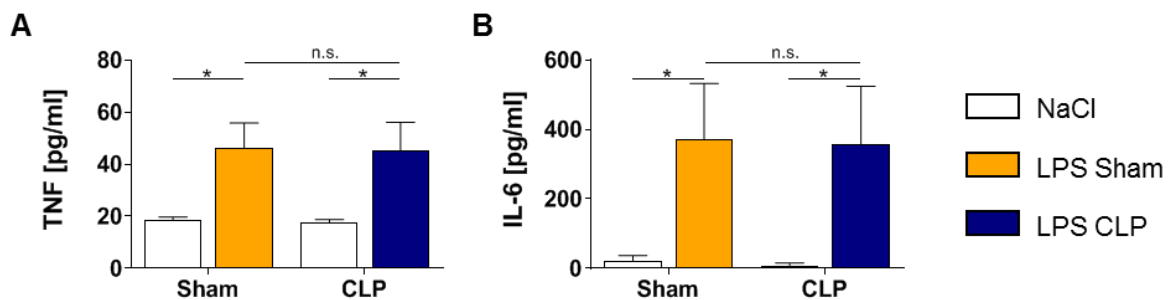 A
TNF [pg/ml]
80
60
40
20
0
n.s.
*
*
Sham
CLP
B
IL-6 [pg/ml]
600
400
200
0
n.s.
*
*
Sham
CLP
NaCl
LPS Sham
LPS CLP